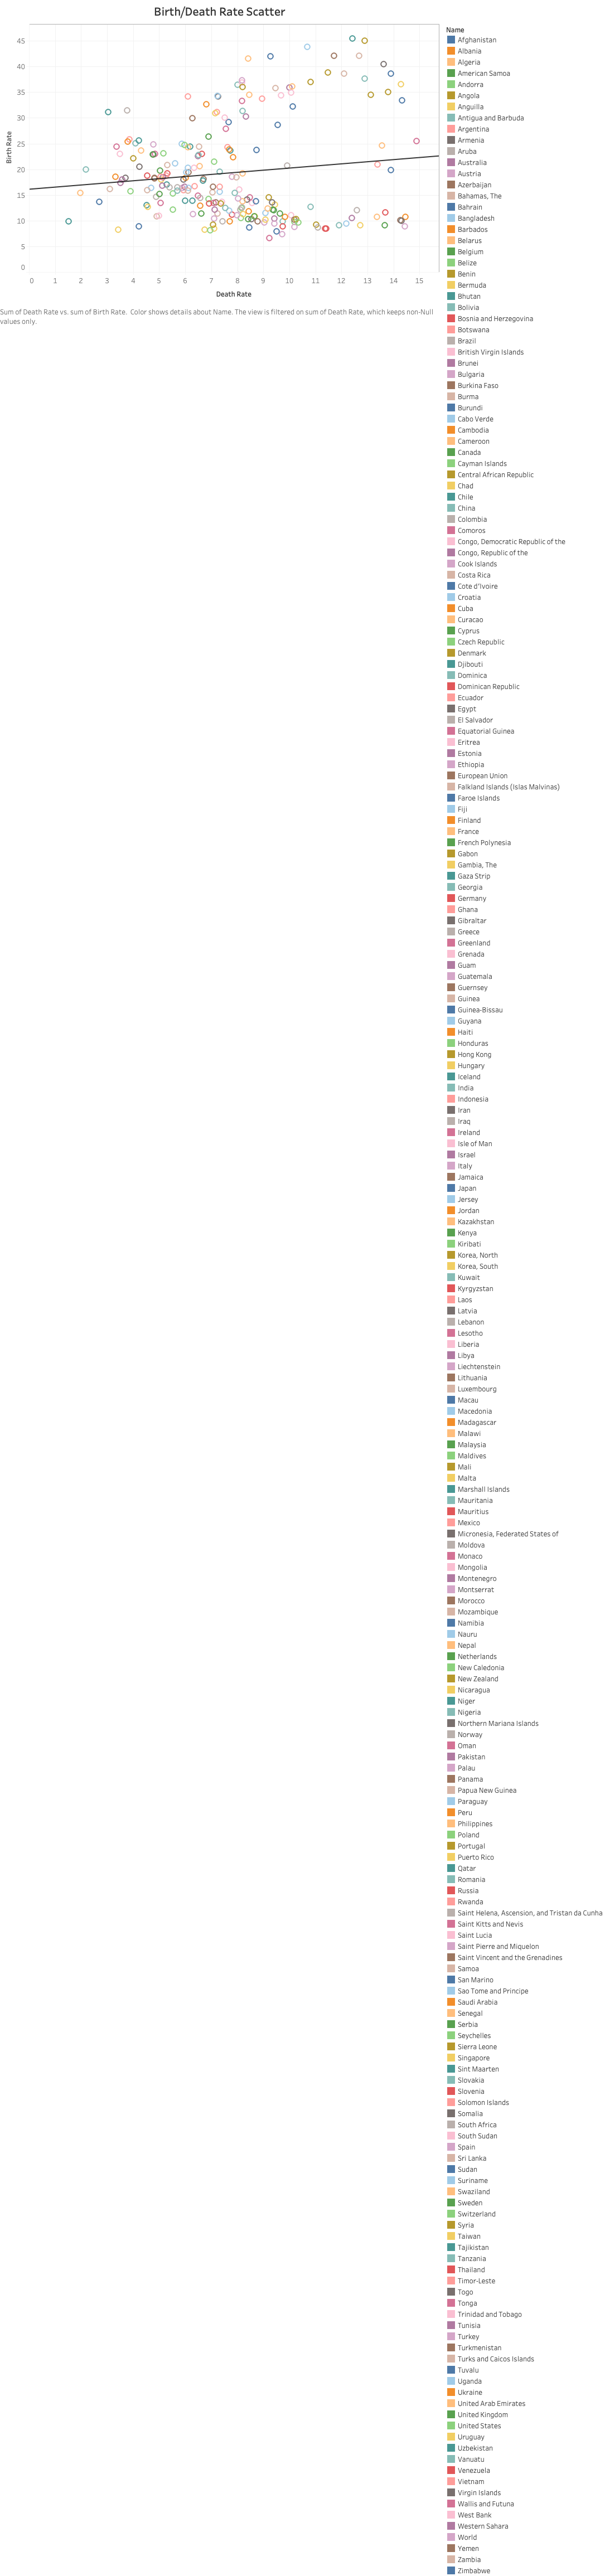 Birth/Death Rate Scatter
Name
45
40
35
30
25
20
15
10
5
0
Birth Rate
0 1 2 3 4 5 6 7 8 9 10 11 12 13 14 15
Death Rate
Sum of Death Rate vs. sum of Birth Rate. Color shows details about Name. The view is filtered on sum of Death Rate, which keeps non-Null
values only.
Afghanistan
Albania
Algeria
American Samoa
Andorra
Angola
Anguilla
Antigua and Barbuda
Argentina
Armenia
Aruba
Australia
Austria
Azerbaijan
Bahamas, The
Bahrain
Bangladesh
Barbados
Belarus
Belgium
Belize
Benin
Bermuda
Bhutan
Bolivia
Bosnia and Herzegovina
Botswana
Brazil
British Virgin Islands
Brunei
Bulgaria
Burkina Faso
Burma
Burundi
Cabo Verde
Cambodia
Cameroon
Canada
Cayman Islands
Central African Republic
Chad
Chile
China
Colombia
Comoros
Congo, Democratic Republic of the
Congo, Republic of the
Cook Islands
Costa Rica
Cote d'Ivoire
Croatia
Cuba
Curacao
Cyprus
Czech Republic
Denmark
Djibouti
Dominica
Dominican Republic
Ecuador
Egypt
El Salvador
Equatorial Guinea
Eritrea
Estonia
Ethiopia
European Union
Falkland Islands (Islas Malvinas)
Faroe Islands
Fiji
Finland
France
French Polynesia
Gabon
Gambia, The
Gaza Strip
Georgia
Germany
Ghana
Gibraltar
Greece
Greenland
Grenada
Guam
Guatemala
Guernsey
Guinea
Guinea-Bissau
Guyana
Haiti
Honduras
Hong Kong
Hungary
Iceland
India
Indonesia
Iran
Iraq
Ireland
Isle of Man
Israel
Italy
Jamaica
Japan
Jersey
Jordan
Kazakhstan
Kenya
Kiribati
Korea, North
Korea, South
Kuwait
Kyrgyzstan
Laos
Latvia
Lebanon
Lesotho
Liberia
Libya
Liechtenstein
Lithuania
Luxembourg
Macau
Macedonia
Madagascar
Malawi
Malaysia
Maldives
Mali
Malta
Marshall Islands
Mauritania
Mauritius
Mexico
Micronesia, Federated States of
Moldova
Monaco
Mongolia
Montenegro
Montserrat
Morocco
Mozambique
Namibia
Nauru
Nepal
Netherlands
New Caledonia
New Zealand
Nicaragua
Niger
Nigeria
Northern Mariana Islands
Norway
Oman
Pakistan
Palau
Panama
Papua New Guinea
Paraguay
Peru
Philippines
Poland
Portugal
Puerto Rico
Qatar
Romania
Russia
Rwanda
Saint Helena, Ascension, and Tristan da Cunha
Saint Kitts and Nevis
Saint Lucia
Saint Pierre and Miquelon
Saint Vincent and the Grenadines
Samoa
San Marino
Sao Tome and Principe
Saudi Arabia
Senegal
Serbia
Seychelles
Sierra Leone
Singapore
Sint Maarten
Slovakia
Slovenia
Solomon Islands
Somalia
South Africa
South Sudan
Spain
Sri Lanka
Sudan
Suriname
Swaziland
Sweden
Switzerland
Syria
Taiwan
Tajikistan
Tanzania
Thailand
Timor-Leste
Togo
Tonga
Trinidad and Tobago
Tunisia
Turkey
Turkmenistan
Turks and Caicos Islands
Tuvalu
Uganda
Ukraine
United Arab Emirates
United Kingdom
United States
Uruguay
Uzbekistan
Vanuatu
Venezuela
Vietnam
Virgin Islands
Wallis and Futuna
West Bank
Western Sahara
World
Yemen
Zambia
Zimbabwe